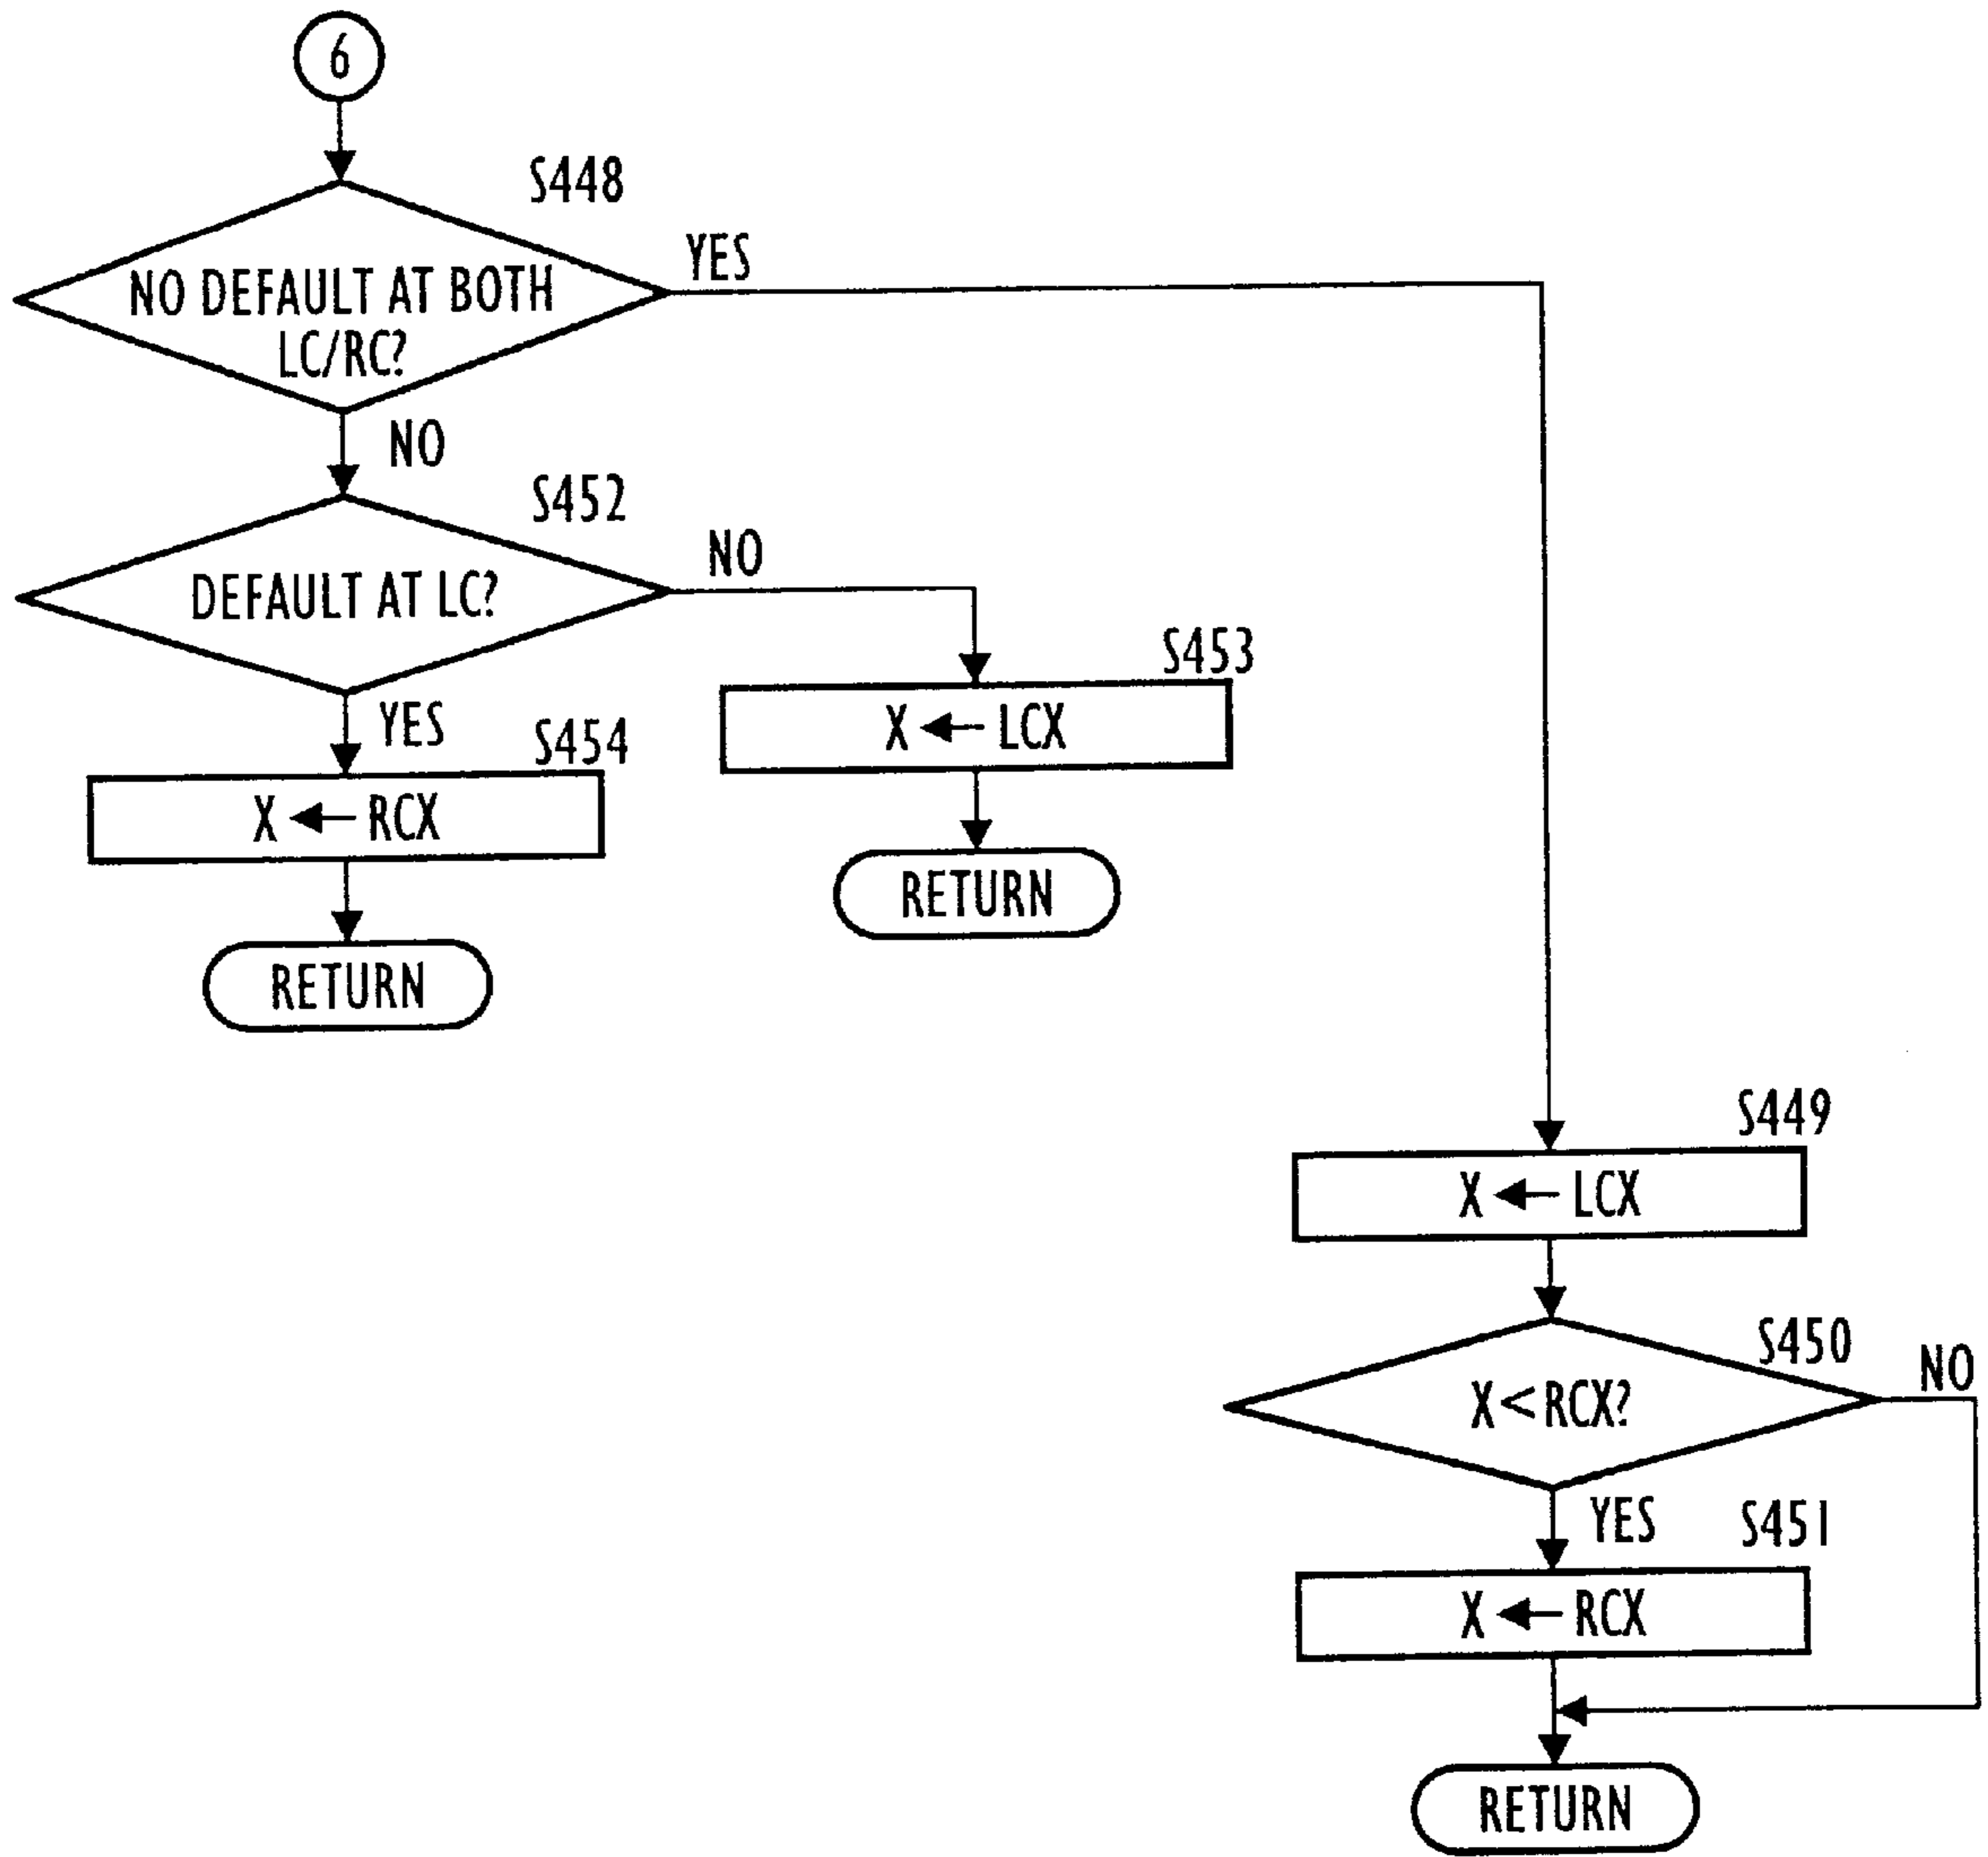 6
S448
YES
NO DEFAULT AT BOTH
LC/RC?
NO
S452
NO
DEFAULT AT LC?
S453
YES
S454
X ← LCX
X ← RCX
RETURN
RETURN
S449
X ← LCX
S450
NO
X < RCX?
YES
S451
X ← RCX
RETURN